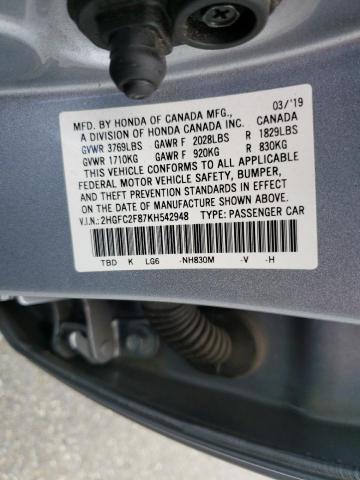 MFD. BY HONDA OF CANADA MFG., 03/'19
A DIVISION OF HONDA CANADA INC. CANADA
GVWR 3769LBS GAWR F 2028LBS R 1829LBS
GVWR 1710KG GAWR F 920KG R 830KG
THIS VEHICLE CONFORMS TO ALL APPLICABLE
FEDERAL MOTOR VEHICLE SAFETY, BUMPER,
AND THEFT PREVENTION STANDARDS IN EFFECT
ON THE DATE OF MANUFACTURE SHOWN ABOVE.
V.I.N.: 2HGFC2F87KH542948 TYPE: PASSENGER CAR
TBD K LG6 -NH830M -V -H